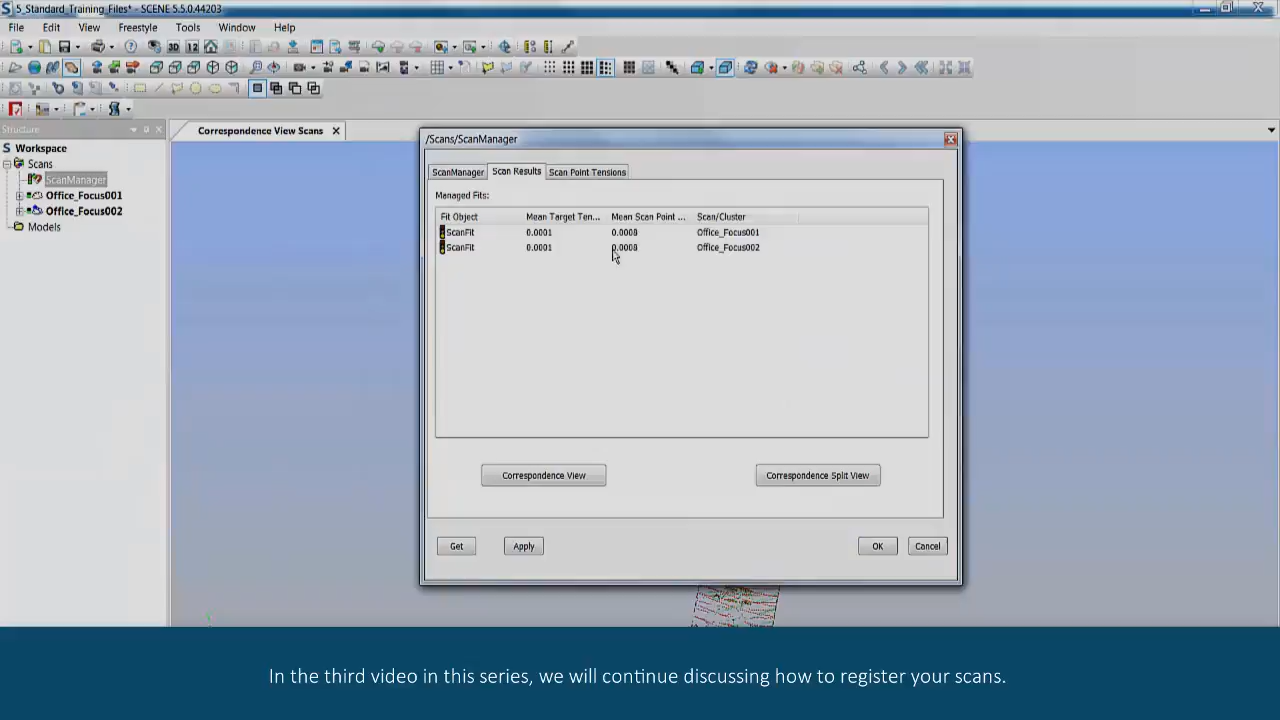 5_Standard_Training_Files* - SCENE 5.5.0.44203
File Edit View Freestyle Tools Window Help
Structure
Correspondence View Scans
Workspace
Scans
ScanManager
Office_Focus001
Office_Focus002
Models
/Scans/ScanManager
ScanManager Scan Results Scan Point Tensions
Managed Fits:
Fit Object Mean Target Ten... Mean Scan Point ... Scan/Cluster
ScanFit 0.0001 0.0008 Office_Focus001
ScanFit 0.0001 0.0008 Office_Focus002
Correspondence View Correspondence Split View
Get Apply OK Cancel
In the third video in this series, we will continue discussing how to register your scans.